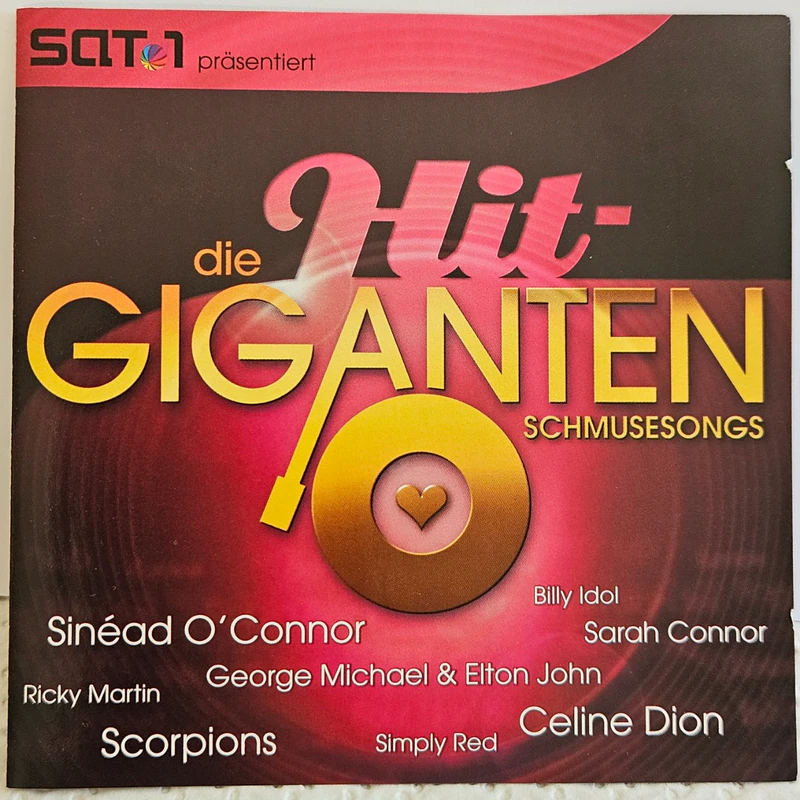 SAT.1 präsentiert
die Hit-
GIGANTEN
SCHMUSESONGS
Billy Idol
Sinéad O'Connor
Sarah Connor
George Michael & Elton John
Ricky Martin
Celine Dion
Scorpions
Simply Red